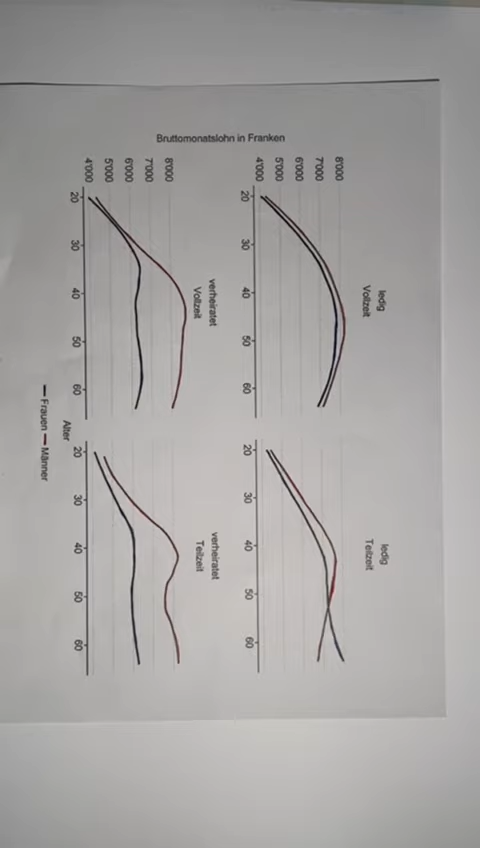 ledig
Vollzeit
ledig
Teilzeit
Bruttomonatslohn in Franken
8'000
7'000
6'000
5'000
4'000
20
30
40
50
60
20
30
40
50
60
verheiratet
Vollzeit
verheiratet
Teilzeit
8'000
7'000
6'000
5'000
4'000
20
30
40
50
60
20
30
40
50
60
Alter
Frauen
Männer